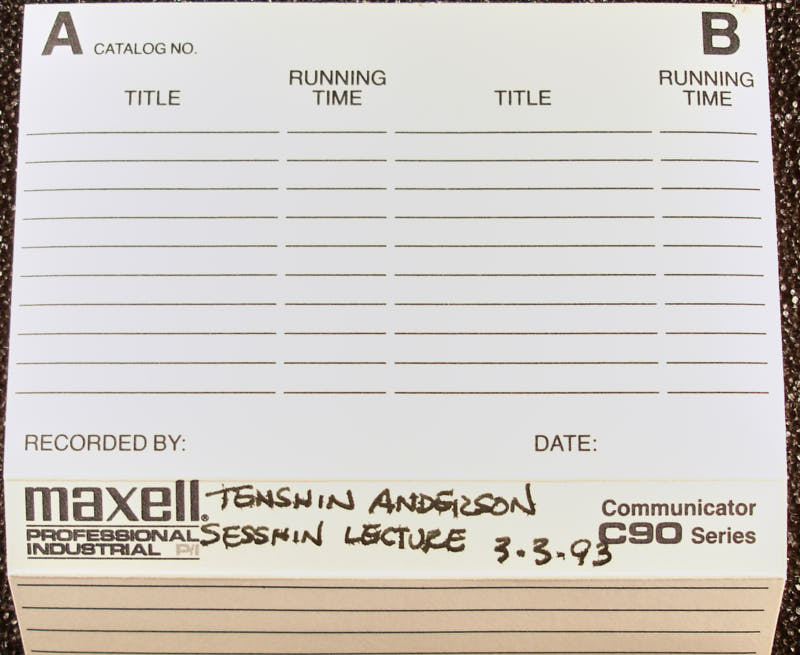 A CATALOG NO. B
TITLE RUNNING TIME TITLE RUNNING TIME
RECORDED BY: DATE:
maxell® TENSHIN ANDERSON Communicator
PROFESSIONAL SESSHIN LECTURE 3.3.93 C90 Series
INDUSTRIAL P/I